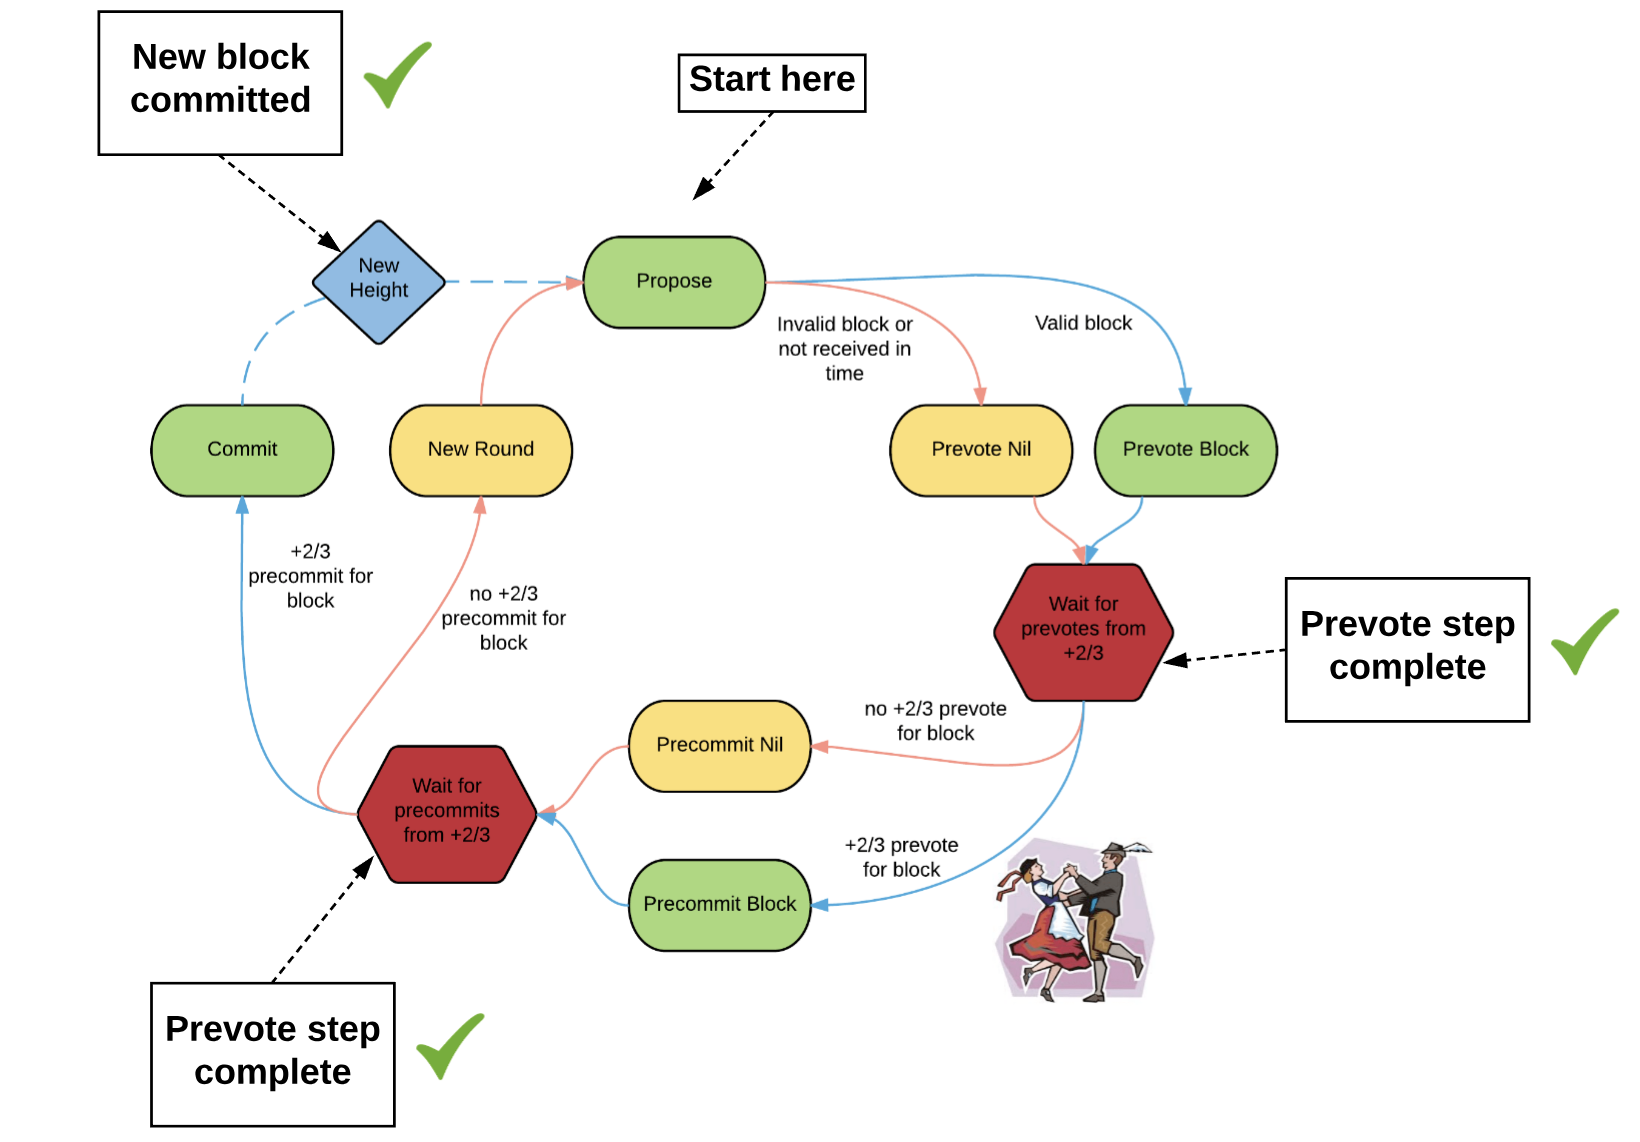 New block
committed
Start here
New
Height
Propose
Invalid block or
not received in
time
Valid block
Commit
New Round
Prevote Nil
Prevote Block
+2/3
precommit for
block
no +2/3
precommit for
block
Wait for
prevotes from
+2/3
Prevote step
complete
no +2/3 prevote
for block
Precommit Nil
Wait for
precommits
from +2/3
+2/3 prevote
for block
Precommit Block
Prevote step
complete